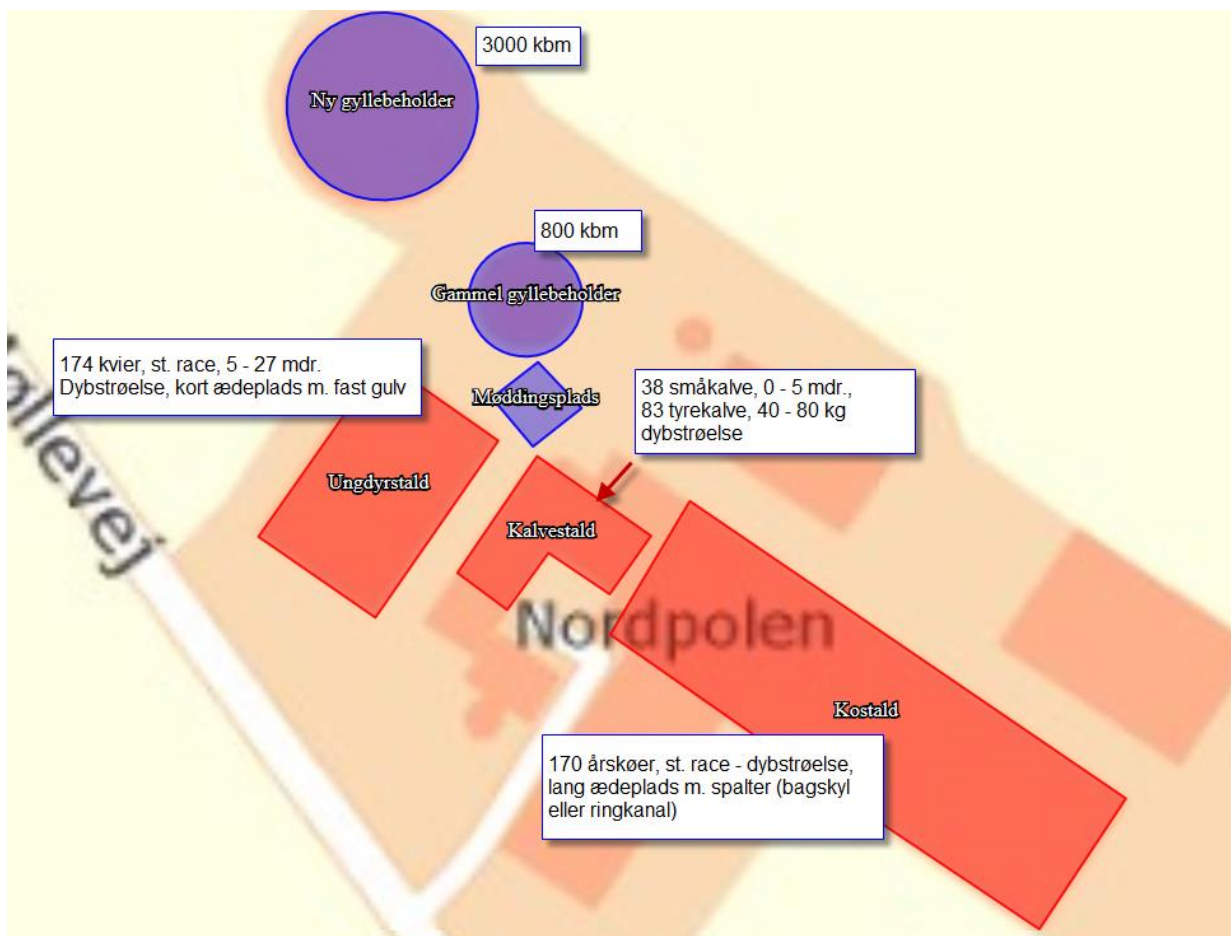 3000 kbm
Ny gyllebeholder
800 kbm
Gammel gyllebeholder
174 kvier, st. race, 5 - 27 mdr.
Dybstrøelse, kort ædeplads m. fast gulv
Møddingsplads
38 småkalve, 0 - 5 mdr.,
83 tyrekalve, 40 - 80 kg
dybstrøelse
Ungdyrstald
Kalvestald
Nordpolen
Kostald
170 årskøer, st. race - dybstrøelse,
lang ædeplads m. spalter (bagskyl
eller ringkanal)